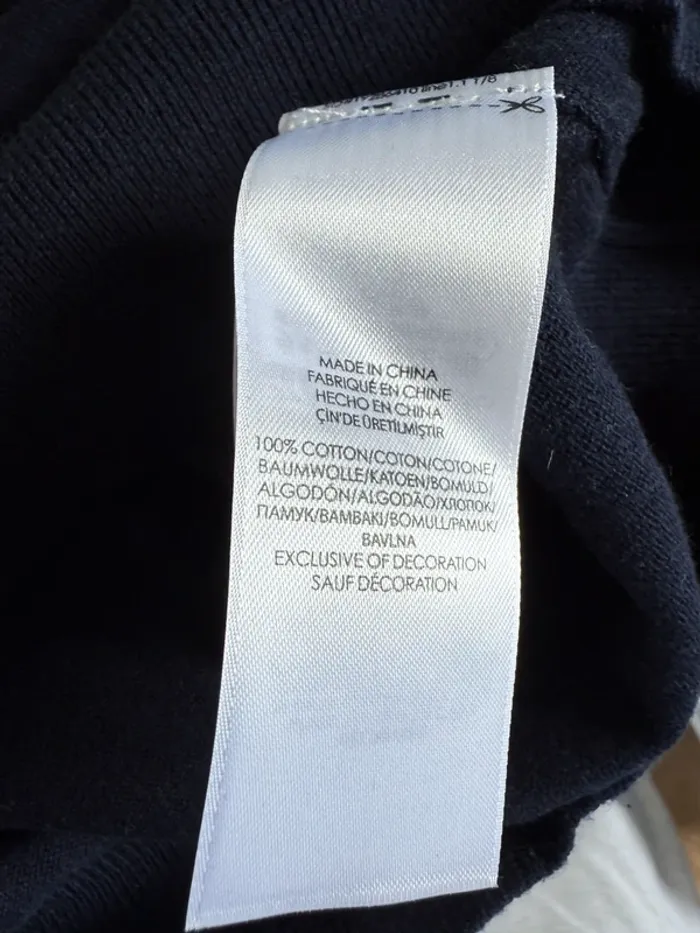 MADE IN CHINA
FABRIQUÉ EN CHINE
HECHO EN CHINA
ÇİN'DE ÜRETİLMİŞTİR
100% COTTON/COTON/COTONE/
BAUMWOLLE/KATOEN/BOMULD/
ALGODÓN/ALGODÃO/ХЛОПОК/
ПАМУК/BAMBAKI/BOMULL/PAMUK/
BAVLNA
EXCLUSIVE OF DECORATION
SAUF DÉCORATION